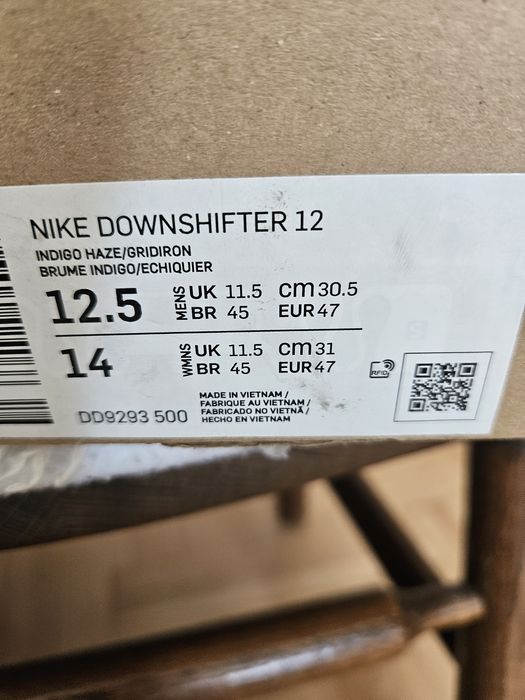 NIKE DOWNSHIFTER 12
INDIGO HAZE/GRIDIRON
BRUME INDIGO/ECHIQUIER
12.5 MENS UK 11.5 CM 30.5
BR 45 EUR 47
14 WMNS UK 11.5 CM 31
BR 45 EUR 47
DD9293 500
MADE IN VIETNAM /
FABRIQUE AU VIETNAM /
FABRICADO NO VIETNÃ /
HECHO EN VIETNAM
RFID